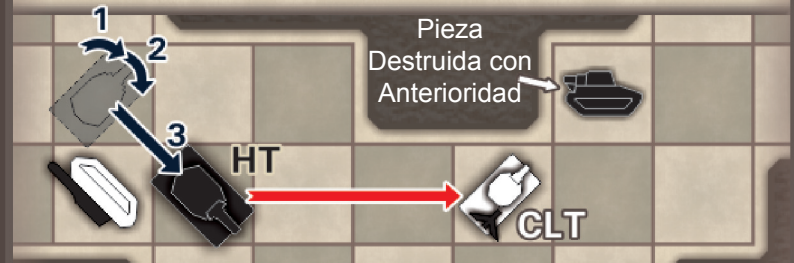 1
2
3
Pieza
Destruida con
Anterioridad
HT
CLT